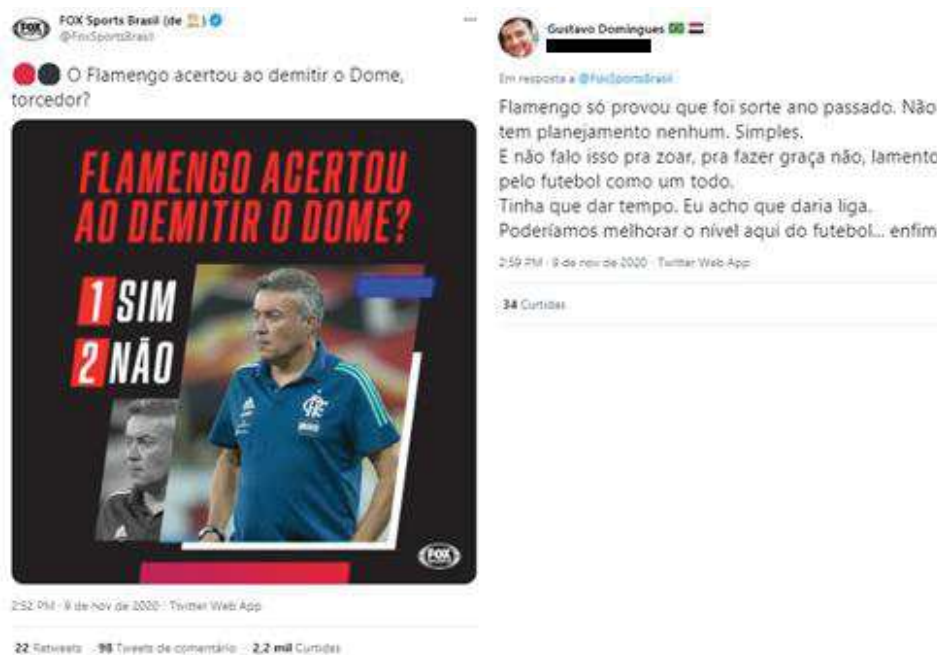 FOX Sports Brasil (de 🏠)
@FoxSportsBrasil
🔴⚫ O Flamengo acertou ao demitir o Dome,
torcedor?
FLAMENGO ACERTOU
AO DEMITIR O DOME?
1 SIM
2 NÃO
FOX
2:52 PM · 9 de nov de 2020 · Twitter Web App
22 Retweets 98 Tweets de comentário 2,2 mil Curtidas
Gustavo Domingues
Em resposta a @FoxSportsBrasil
Flamengo só provou que foi sorte ano passado. Não
tem planejamento nenhum. Simples.
E não falo isso pra zoar, pra fazer graça não, lamento
pelo futebol como um todo.
Tinha que dar tempo. Eu acho que daria liga.
Poderíamos melhorar o nível aqui do futebol... enfim
2:59 PM · 9 de nov de 2020 · Twitter Web App
34 Curtidas